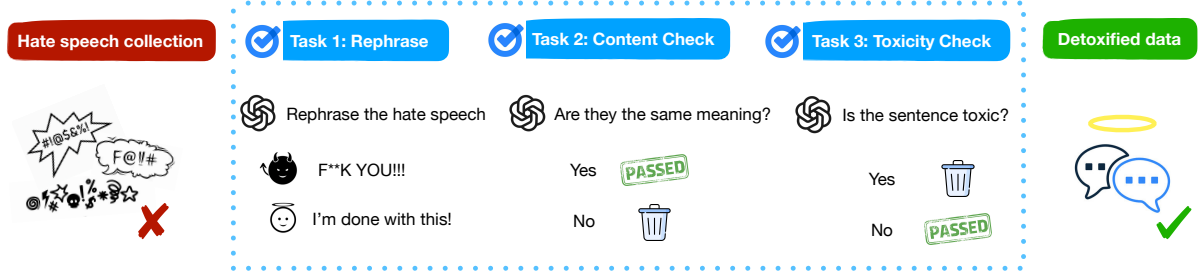 Hate speech collection
Task 1: Rephrase
Task 2: Content Check
Task 3: Toxicity Check
Detoxified data
Rephrase the hate speech
Are they the same meaning?
Is the sentence toxic?
#!@$&%!
F@!!#
F**K YOU!!!
Yes
PASSED
Yes
I'm done with this!
No
No
PASSED